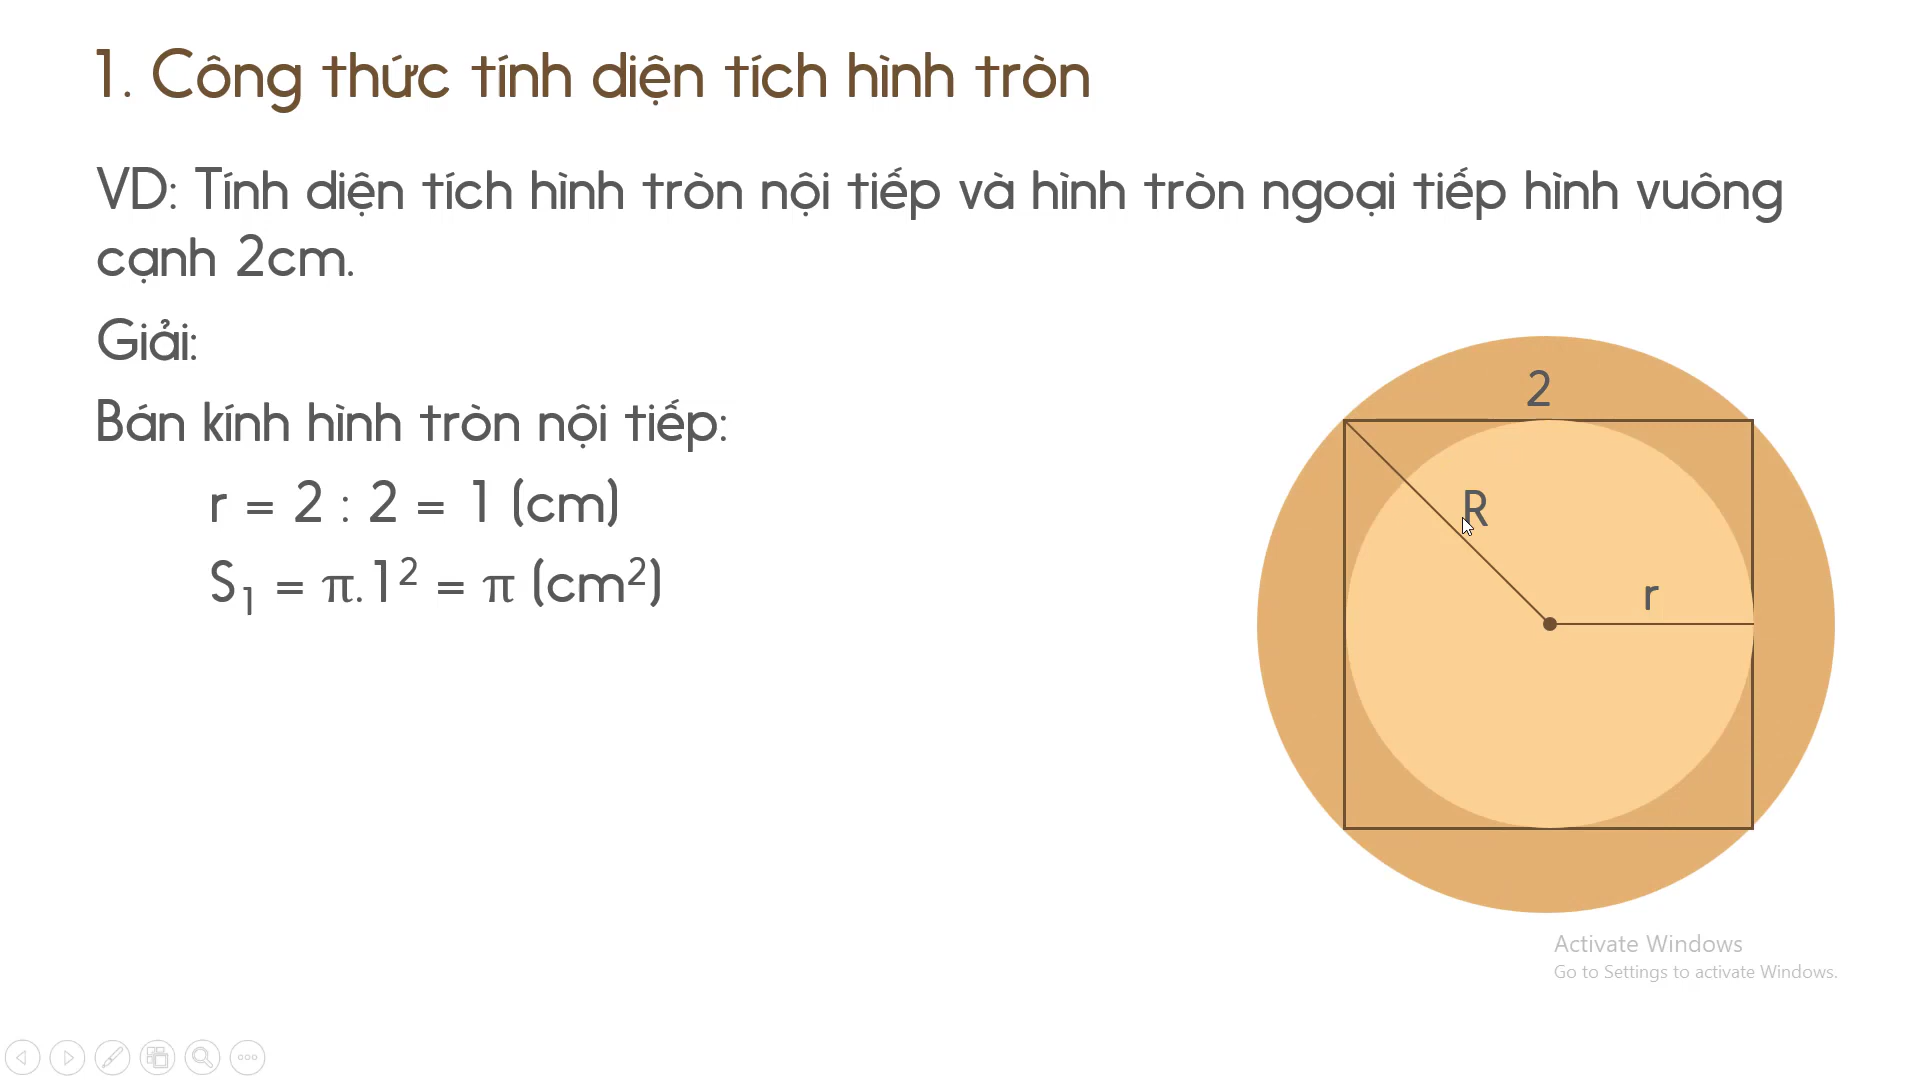 1. Công thức tính diện tích hình tròn
VD: Tính diện tích hình tròn nội tiếp và hình tròn ngoại tiếp hình vuông
cạnh 2cm.
Giải:
Bán kính hình tròn nội tiếp:
r = 2 : 2 = 1 (cm)
S₁ = π.1² = π (cm²)
2
R
r
Activate Windows
Go to Settings to activate Windows.